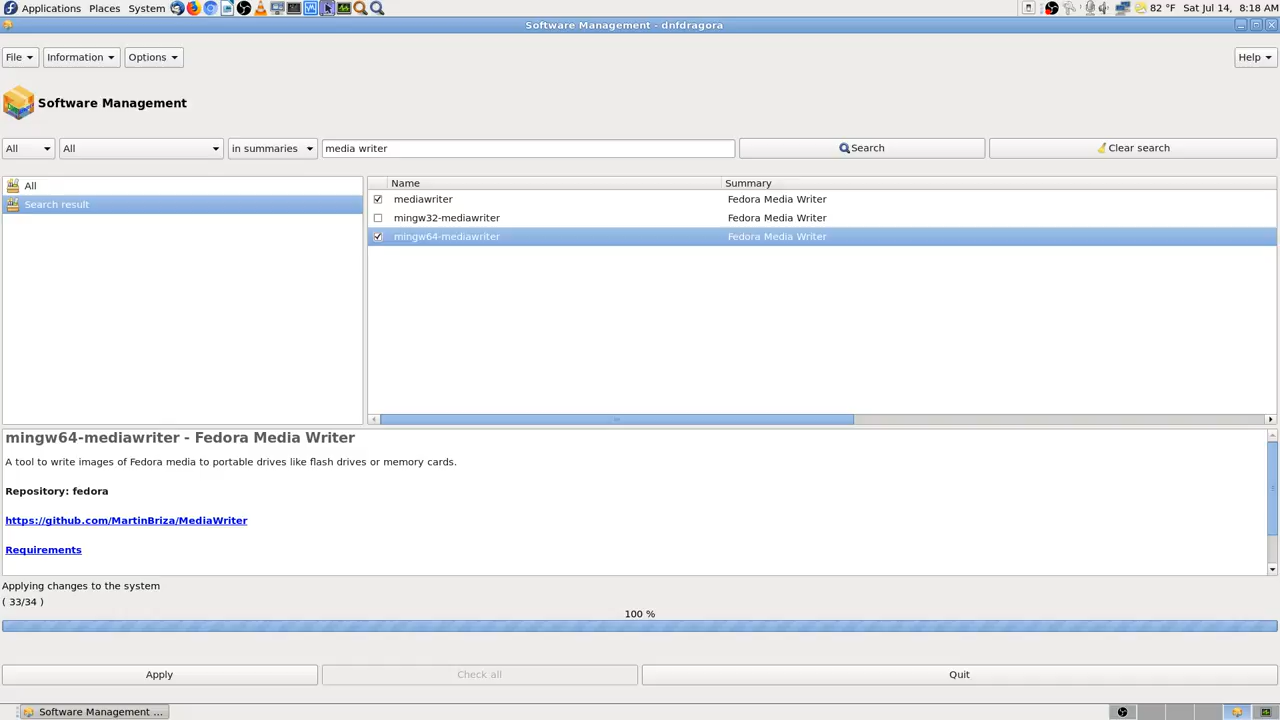 Applications Places System 82 °F Sat Jul 14, 8:18 AM
Software Management - dnfdragora
File Information Options Help
Software Management
All All in summaries media writer Search Clear search
All
Search result
Name Summary
mediawriter Fedora Media Writer
mingw32-mediawriter Fedora Media Writer
mingw64-mediawriter Fedora Media Writer
mingw64-mediawriter - Fedora Media Writer
A tool to write images of Fedora media to portable drives like flash drives or memory cards.
Repository: fedora
https://github.com/MartinBriza/MediaWriter
Requirements
Applying changes to the system
( 33/34 )
100 %
Apply Check all Quit
Software Management ...